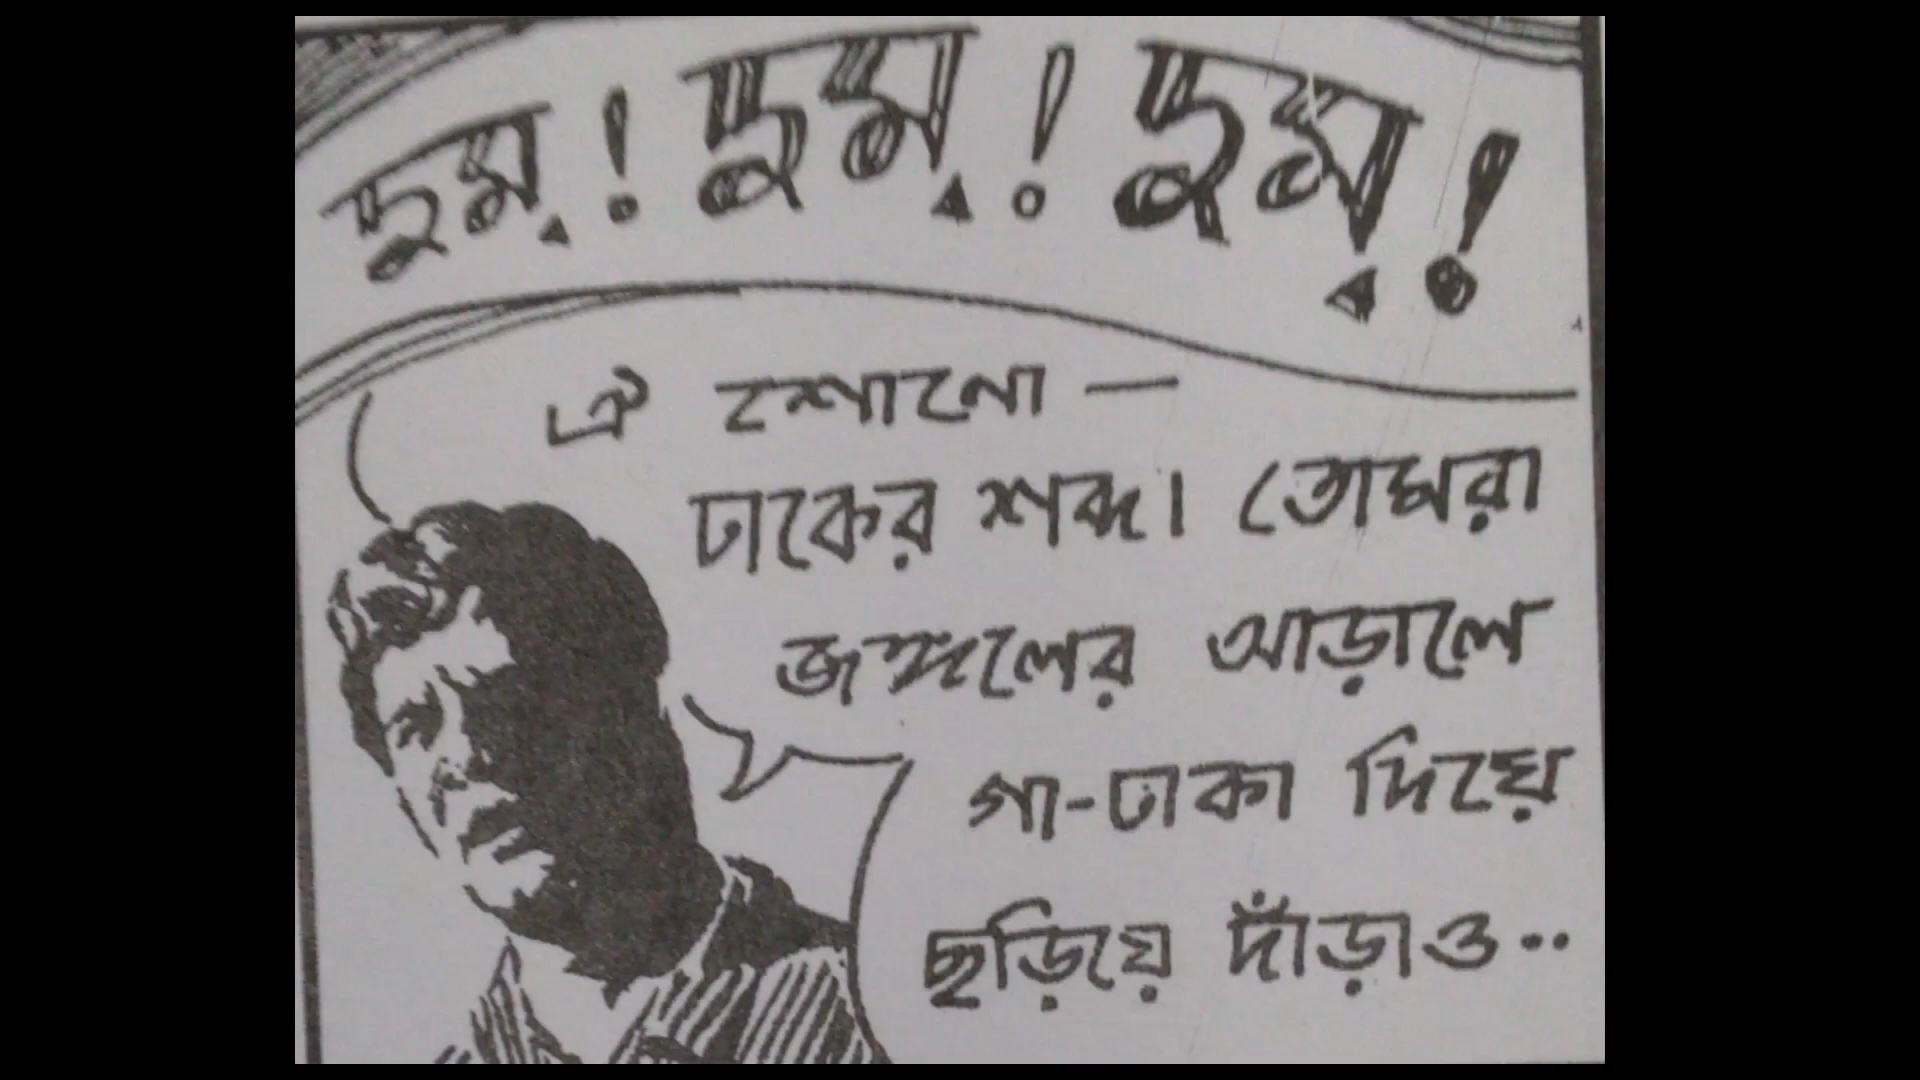 দুম্! দুম্! দুম্!
ঐ শোনো —
ঢাকের শব্দ। তোমরা
জঙ্গলের আড়ালে
গা-ঢাকা দিয়ে
ছড়িয়ে দাঁড়াও..